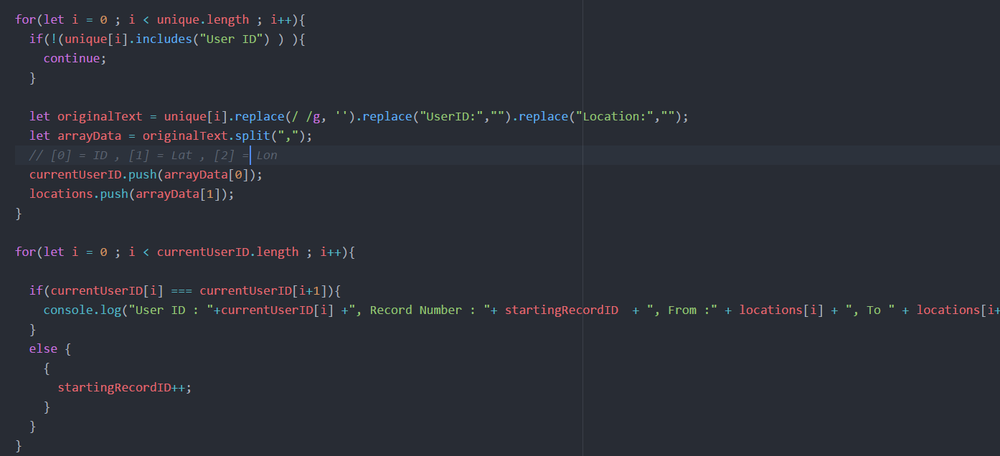 for(let i = 0 ; i < unique.length ; i++){
if(!(unique[i].includes("User ID") ) ){
continue;
}
let originalText = unique[i].replace(/ /g, '').replace("UserID:","").replace("Location:","");
let arrayData = originalText.split(",");
// [0] = ID , [1] = Lat , [2] = Lon
currentUserID.push(arrayData[0]);
locations.push(arrayData[1]);
}
for(let i = 0 ; i < currentUserID.length ; i++){
if(currentUserID[i] === currentUserID[i+1]){
console.log("User ID : "+currentUserID[i] +", Record Number : "+ startingRecordID  + ", From :" + locations[i] + ", To " + locations[i+
}
else {
{
startingRecordID++;
}
}
}